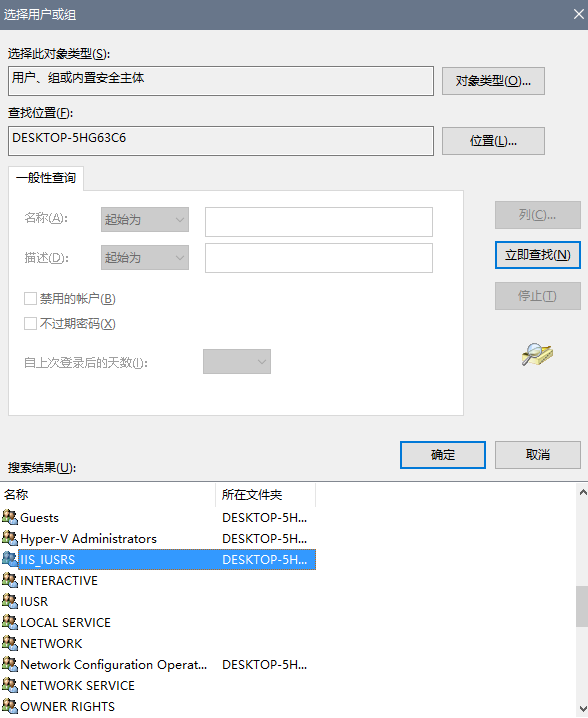 选择用户或组
选择此对象类型(S):
用户、组或内置安全主体
对象类型(O)...
查找位置(F):
DESKTOP-5HG63C6
位置(L)...
一般性查询
名称(A):
起始为
描述(D):
起始为
禁用的帐户(B)
不过期密码(X)
自上次登录后的天数(I):
列(C)...
立即查找(N)
停止(T)
确定
取消
搜索结果(U):
名称 所在文件夹
Guests DESKTOP-5H...
Hyper-V Administrators DESKTOP-5H...
IIS_IUSRS DESKTOP-5H...
INTERACTIVE
IUSR
LOCAL SERVICE
NETWORK
Network Configuration Operat... DESKTOP-5H...
NETWORK SERVICE
OWNER RIGHTS